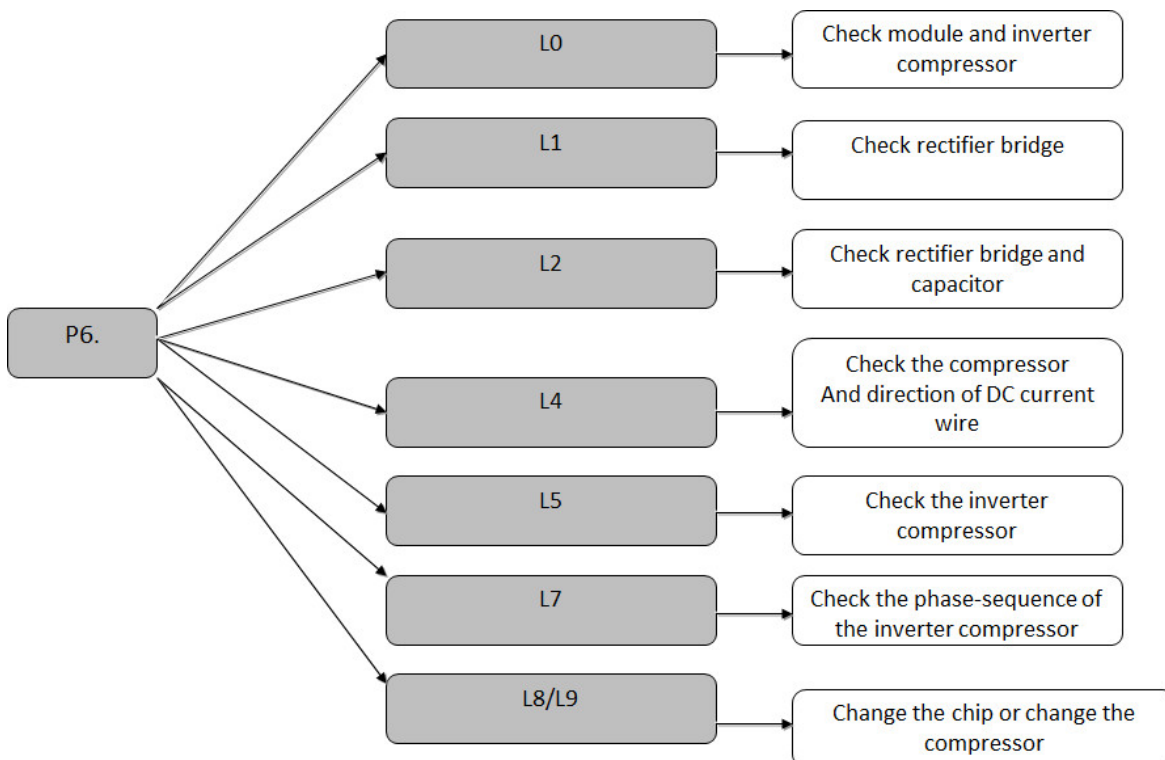 P6.
L0
Check module and inverter
compressor
L1
Check rectifier bridge
L2
Check rectifier bridge and
capacitor
L4
Check the compressor
And direction of DC current
wire
L5
Check the inverter
compressor
L7
Check the phase-sequence of
the inverter compressor
L8/L9
Change the chip or change the
compressor